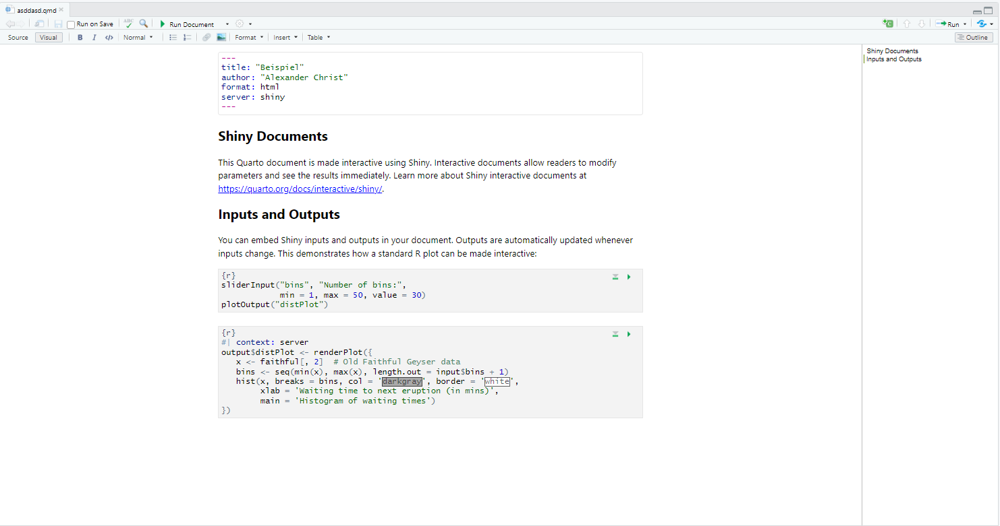 asddasd.qmd
Run on Save
ABC
Run Document
Run
Source
Visual
B
I
</>
Normal
Format
Insert
Table
Outline
---
title: "Beispiel"
author: "Alexander Christ"
format: html
server: shiny
---
Shiny Documents
This Quarto document is made interactive using Shiny. Interactive documents allow readers to modify
parameters and see the results immediately. Learn more about Shiny interactive documents at
https://quarto.org/docs/interactive/shiny/.
Inputs and Outputs
You can embed Shiny inputs and outputs in your document. Outputs are automatically updated whenever
inputs change. This demonstrates how a standard R plot can be made interactive:
{r}
sliderInput("bins", "Number of bins:",
            min = 1, max = 50, value = 30)
plotOutput("distPlot")
{r}
#| context: server
output$distPlot <- renderPlot({
   x <- faithful[, 2]  # Old Faithful Geyser data
   bins <- seq(min(x), max(x), length.out = input$bins + 1)
   hist(x, breaks = bins, col = 'darkgray', border = 'white',
        xlab = 'Waiting time to next eruption (in mins)',
        main = 'Histogram of waiting times')
})
Shiny Documents
Inputs and Outputs